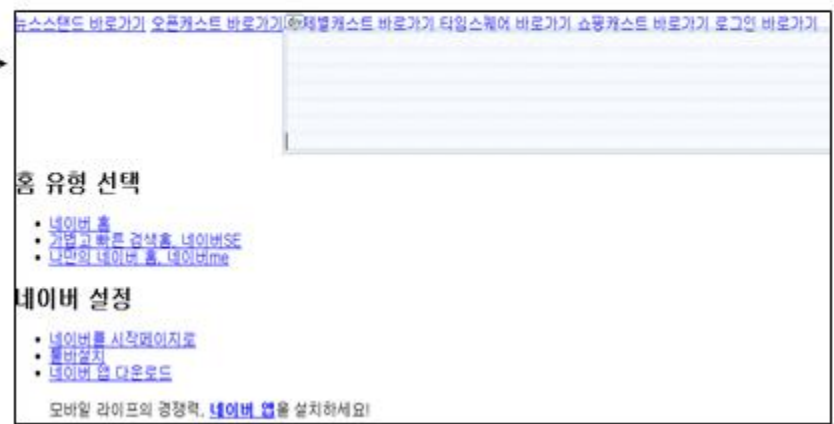 뉴스스탠드 바로가기 오픈캐스트 바로가기 주제별캐스트 바로가기 타임스퀘어 바로가기 쇼핑캐스트 바로가기 로그인 바로가기
홈 유형 선택
• 네이버 홈
• 가볍고 빠른 검색홈, 네이버SE
• 나만의 네이버 홈, 네이버me
네이버 설정
• 네이버를 시작페이지로
• 툴바설치
• 네이버 앱 다운로드
모바일 라이프의 경쟁력, 네이버 앱을 설치하세요!